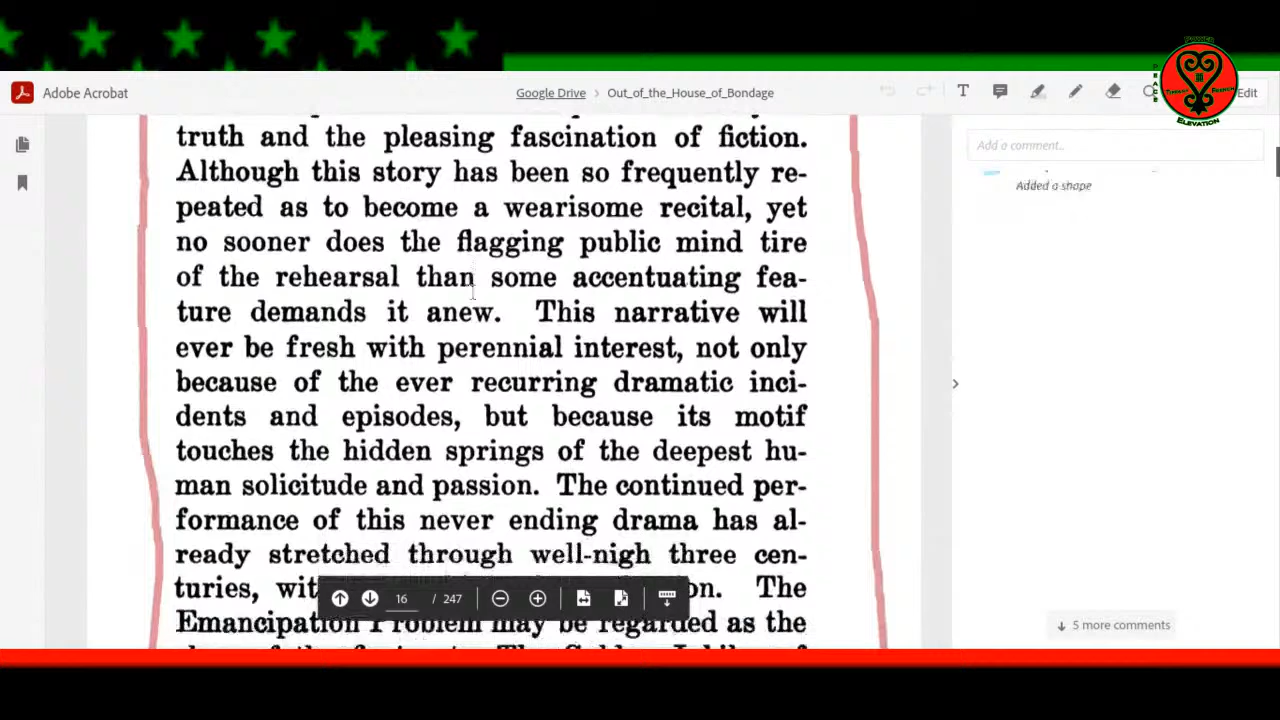 POWER
PEACE
ELEVATION
Adobe Acrobat
Google Drive > Out_of_the_House_of_Bondage
Edit
Add a comment..
Added a shape
truth and the pleasing fascination of fiction.
Although this story has been so frequently re-
peated as to become a wearisome recital, yet
no sooner does the flagging public mind tire
of the rehearsal than some accentuating fea-
ture demands it anew. This narrative will
ever be fresh with perennial interest, not only
because of the ever recurring dramatic inci-
dents and episodes, but because its motif
touches the hidden springs of the deepest hu-
man solicitude and passion. The continued per-
formance of this never ending drama has al-
ready stretched through well-nigh three cen-
turies, The
Emancipation Problem may be regarded as the
16 / 247
5 more comments